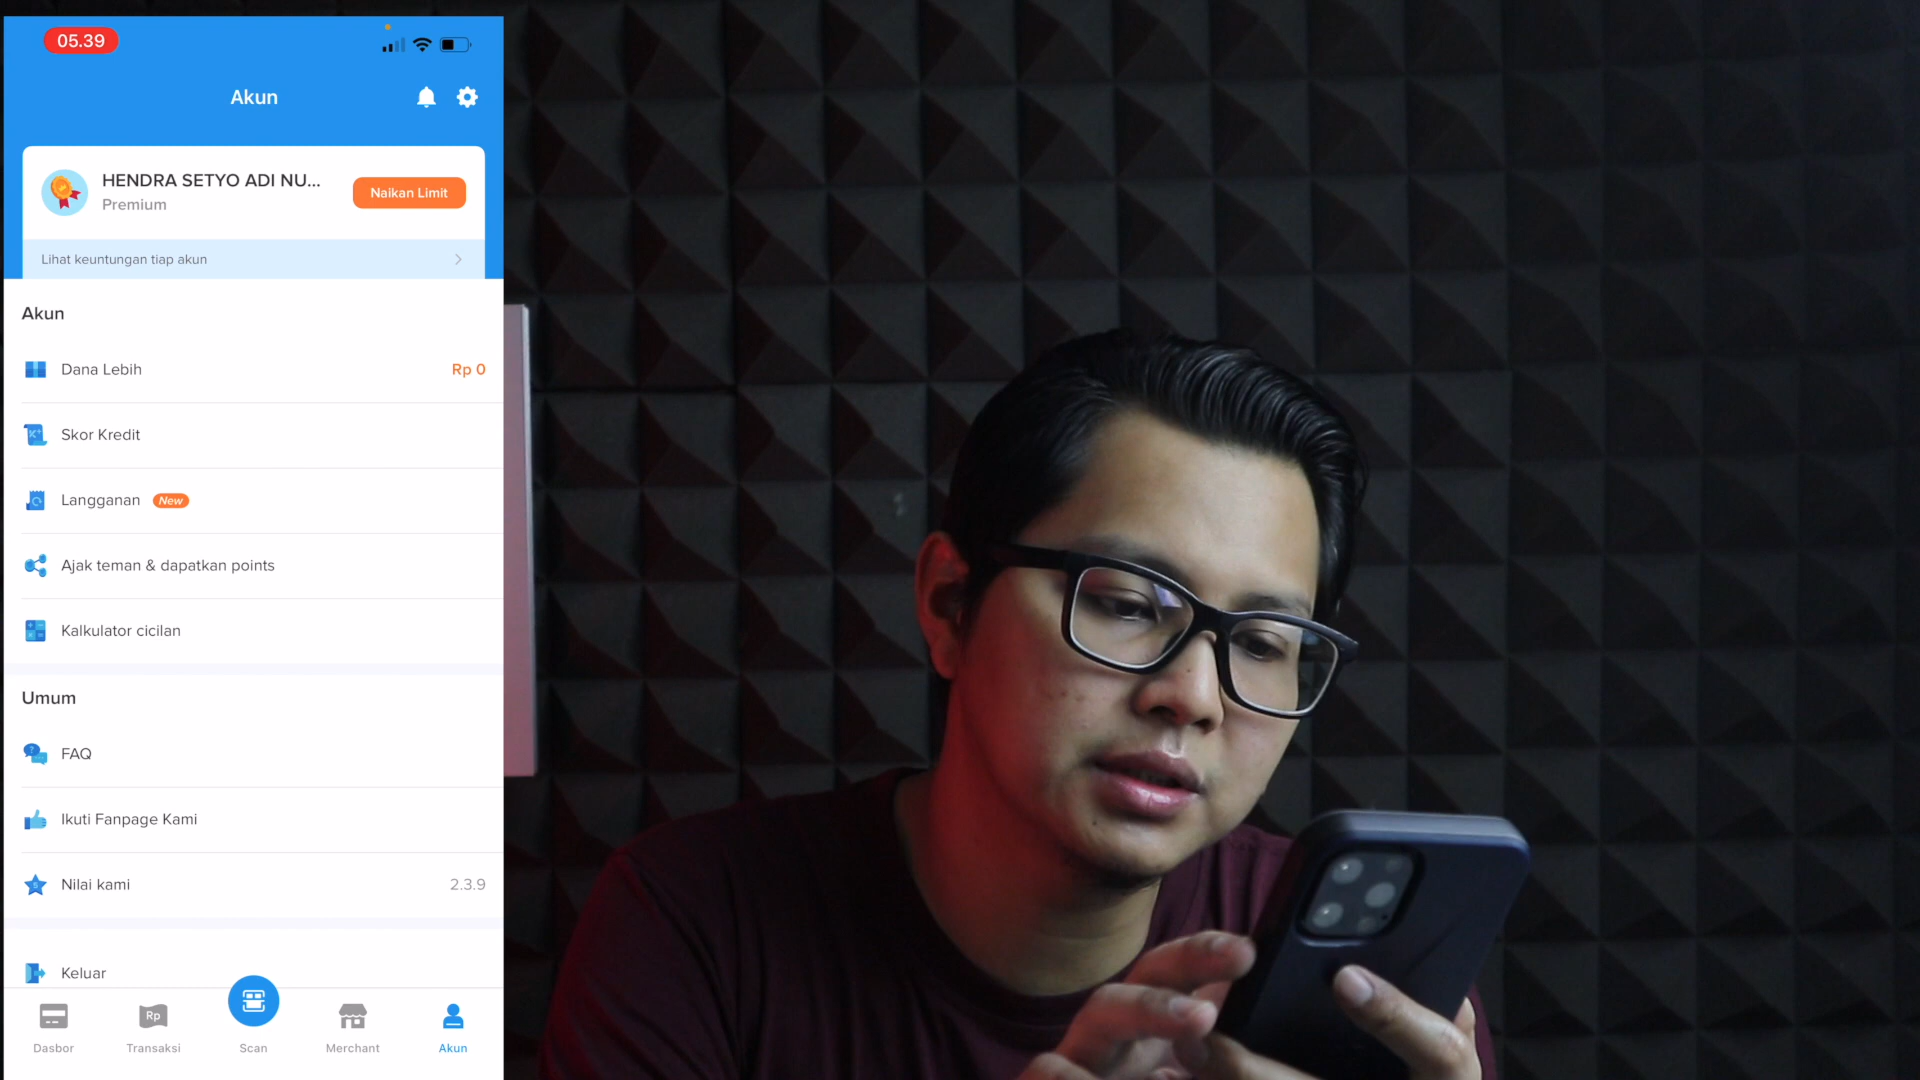 05.39
Akun
HENDRA SETYO ADI NU...
Premium
Naikan Limit
Lihat keuntungan tiap akun
Akun
Dana Lebih
Rp 0
Skor Kredit
Langganan New
Ajak teman & dapatkan points
Kalkulator cicilan
Umum
FAQ
Ikuti Fanpage Kami
Nilai kami
2.3.9
Keluar
Rp
Dasbor
Transaksi
Scan
Merchant
Akun